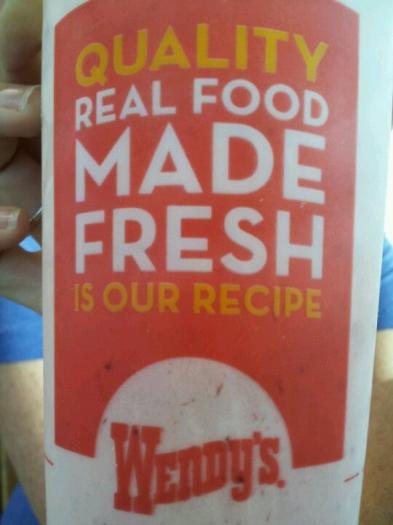 QUALITY
REAL FOOD
MADE
FRESH
IS OUR RECIPE
WENDY'S